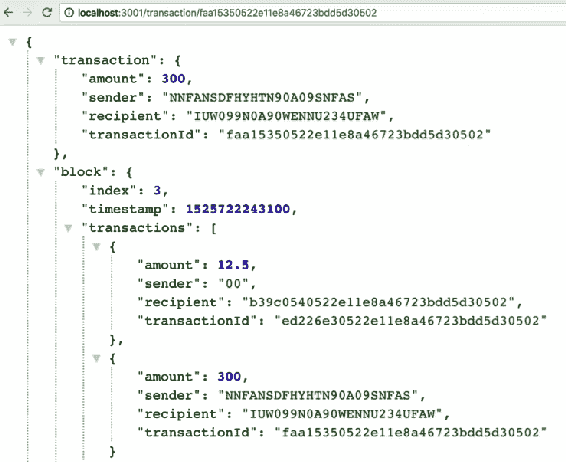 localhost:3001/transaction/faa15350522e11e8a46723bdd5d30502
{
"transaction": {
"amount": 300,
"sender": "NNFANSDFHYHTN90A09SNFAS",
"recipient": "IUW099N0A90WENNU234UFAW",
"transactionId": "faa15350522e11e8a46723bdd5d30502"
},
"block": {
"index": 3,
"timestamp": 1525722243100,
"transactions": [
{
"amount": 12.5,
"sender": "00",
"recipient": "b39c0540522e11e8a46723bdd5d30502",
"transactionId": "ed226e30522e11e8a46723bdd5d30502"
},
{
"amount": 300,
"sender": "NNFANSDFHYHTN90A09SNFAS",
"recipient": "IUW099N0A90WENNU234UFAW",
"transactionId": "faa15350522e11e8a46723bdd5d30502"
}